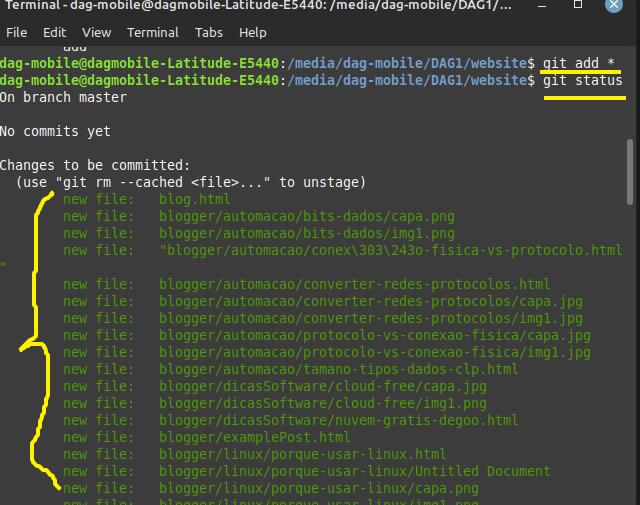 Terminal - dag-mobile@dagmobile-Latitude-E5440: /media/dag-mobile/DAG1/...
File Edit View Terminal Tabs Help
add
dag-mobile@dagmobile-Latitude-E5440:/media/dag-mobile/DAG1/website$ git add *
dag-mobile@dagmobile-Latitude-E5440:/media/dag-mobile/DAG1/website$ git status
On branch master
No commits yet
Changes to be committed:
(use "git rm --cached <file>..." to unstage)
new file: blog.html
new file: blogger/automacao/bits-dados/capa.png
new file: blogger/automacao/bits-dados/img1.png
new file: "blogger/automacao/conex\303\243o-fisica-vs-protocolo.html
"
new file: blogger/automacao/converter-redes-protocolos.html
new file: blogger/automacao/converter-redes-protocolos/capa.jpg
new file: blogger/automacao/converter-redes-protocolos/img1.jpg
new file: blogger/automacao/protocolo-vs-conexao-fisica/capa.jpg
new file: blogger/automacao/protocolo-vs-conexao-fisica/img1.jpg
new file: blogger/automacao/tamano-tipos-dados-clp.html
new file: blogger/dicasSoftware/cloud-free/capa.jpg
new file: blogger/dicasSoftware/cloud-free/img1.png
new file: blogger/dicasSoftware/nuvem-gratis-degoo.html
new file: blogger/examplePost.html
new file: blogger/linux/porque-usar-linux.html
new file: blogger/linux/porque-usar-linux/Untitled Document
new file: blogger/linux/porque-usar-linux/capa.png
new file: blogger/linux/porque-usar-linux/img1.png